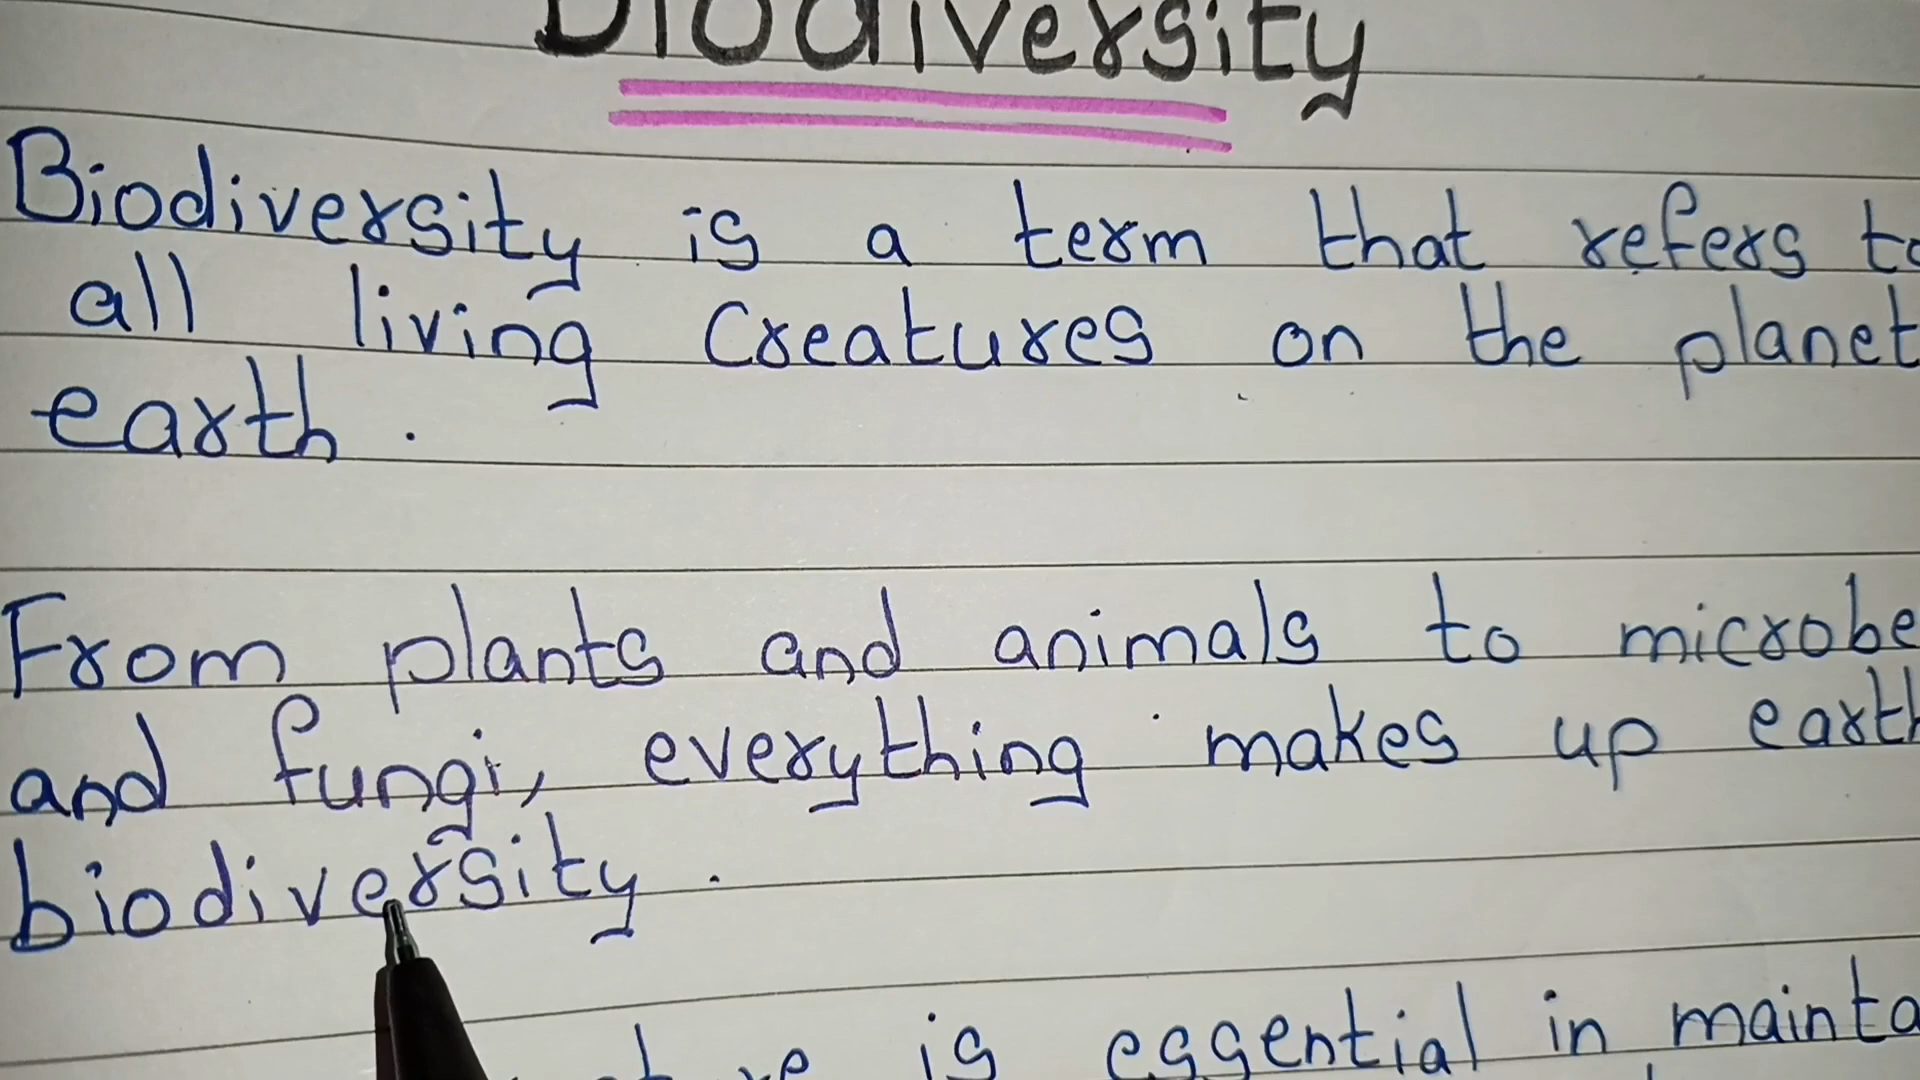 Biodiversity
Biodiversity is a term that refers to
all living Creatures on the planet
earth.
From plants and animals to microbe
and fungi, everything makes up earth
biodiversity.
is essential in mainta